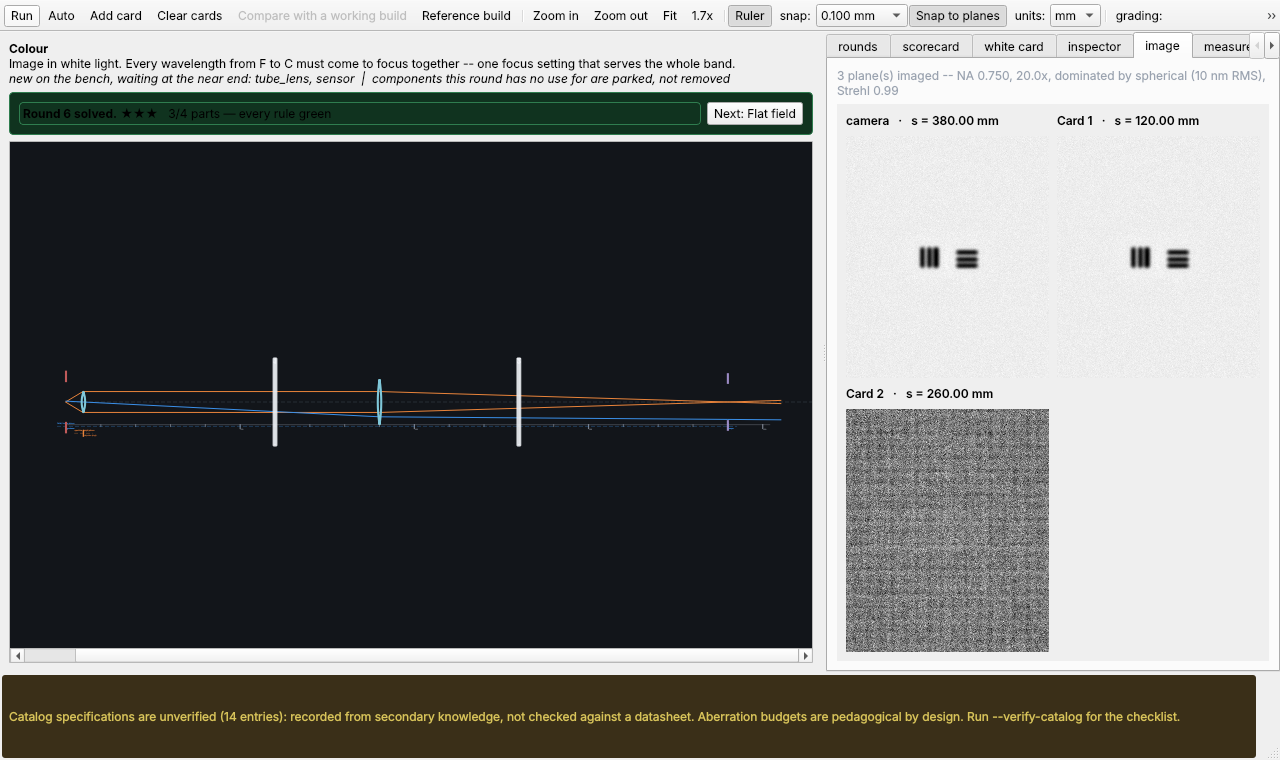 Run Auto Add card Clear cards Compare with a working build Reference build Zoom in Zoom out Fit 1.7x Ruler snap: 0.100 mm Snap to planes units: mm grading: »
Colour
Image in white light. Every wavelength from F to C must come to focus together -- one focus setting that serves the whole band.
new on the bench, waiting at the near end: tube_lens, sensor | components this round has no use for are parked, not removed
Round 6 solved. ★★★ 3/4 parts — every rule green
Next: Flat field
rounds scorecard white card inspector image measure
3 plane(s) imaged -- NA 0.750, 20.0x, dominated by spherical (10 nm RMS),
Strehl 0.99
camera · s = 380.00 mm
Card 1 · s = 120.00 mm
Card 2 · s = 260.00 mm
Catalog specifications are unverified (14 entries): recorded from secondary knowledge, not checked against a datasheet. Aberration budgets are pedagogical by design. Run --verify-catalog for the checklist.